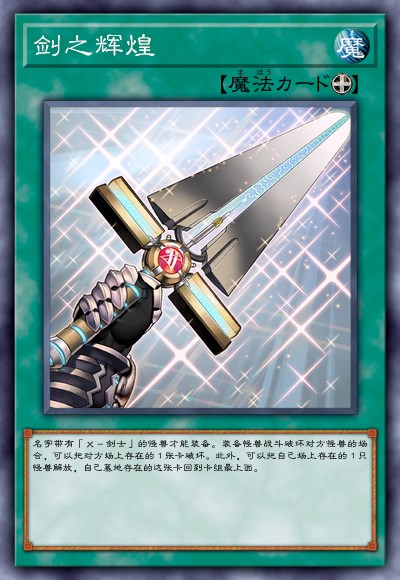 剑之辉煌
魔
まほう
【魔法カード】
名字带有「X-剑士」的怪兽才能装备。装备怪兽战斗破坏对方怪兽的场
合，可以把对方场上存在的1张卡破坏。此外，可以把自己场上存在的1只
怪兽解放，自己墓地存在的这张卡回到卡组最上面。